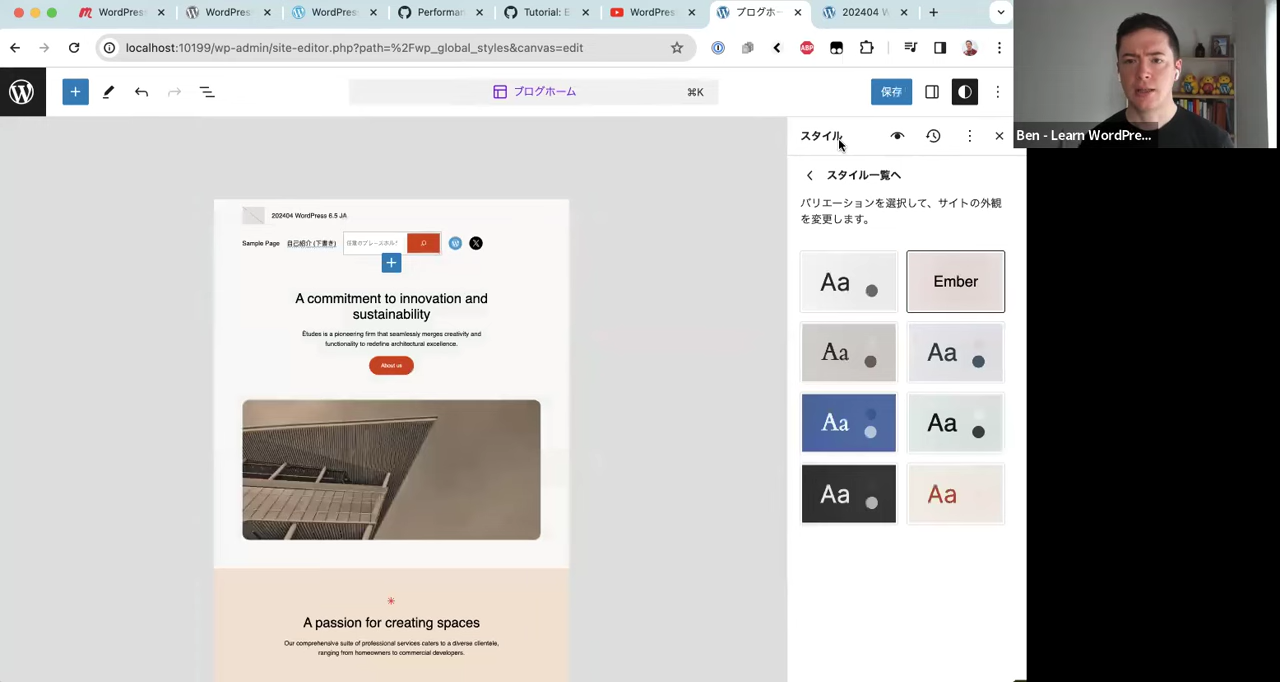 WordPress
WordPres
WordPress
Performan
Tutorial: E
WordPres
ブログホー
202404 W
localhost:10199/wp-admin/site-editor.php?path=%2Fwp_global_styles&canvas=edit
ABP
ブログホーム
⌘K
保存
Ben - Learn WordPre...
スタイル
スタイル一覧へ
バリエーションを選択して、サイトの外観
を変更します。
Aa
Ember
Aa
Aa
Aa
Aa
Aa
Aa
202404 WordPress 6.5 JA
Sample Page
自己紹介 (下書き)
A commitment to innovation and
sustainability
Études is a pioneering firm that seamlessly merges creativity and
functionality to redefine architectural excellence.
About us
A passion for creating spaces
Our comprehensive suite of professional services caters to a diverse clientele,
ranging from homeowners to commercial developers.